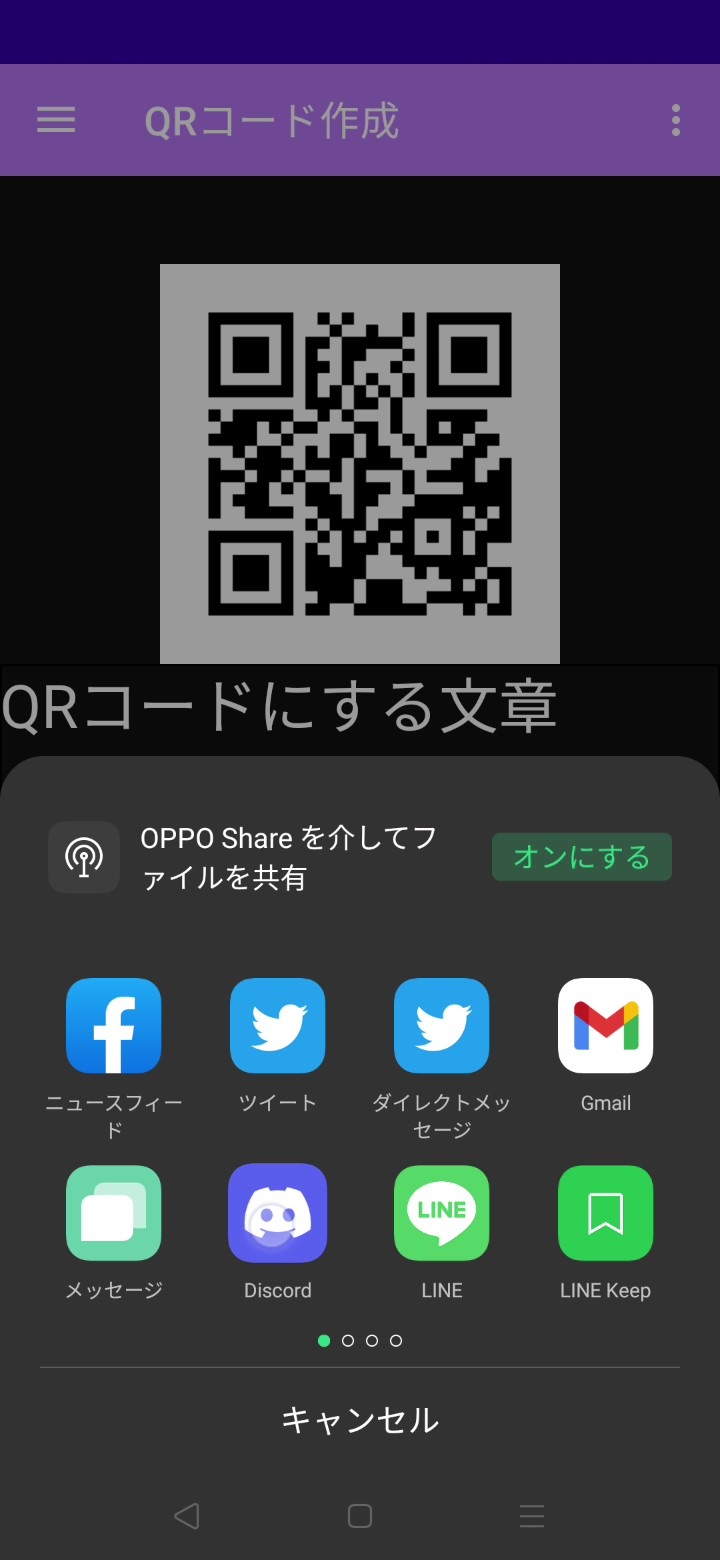 QRコード作成
QRコードにする文章
OPPO Share を介してフ
ァイルを共有
オンにする
ニュースフィー
ド
ツイート
ダイレクトメッ
セージ
Gmail
メッセージ
Discord
LINE
LINE
LINE Keep
キャンセル